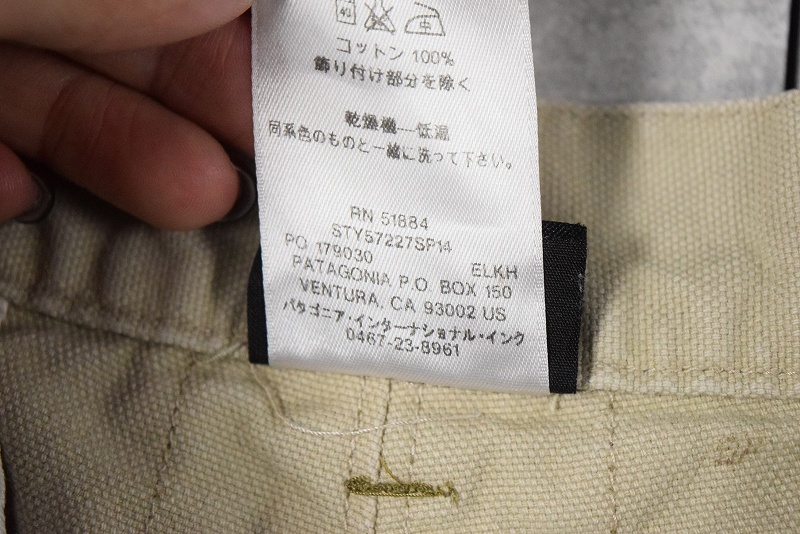 40 中
コットン 100%
飾り付け部分を除く
乾燥機—低温
同系色のものと一緒に洗って下さい。
RN 51884
STY57227SP14
PO 179030 ELKH
PATAGONIA P.O. BOX 150
VENTURA, CA 93002 US
パタゴニア・インターナショナル・インク
0467-23-8961